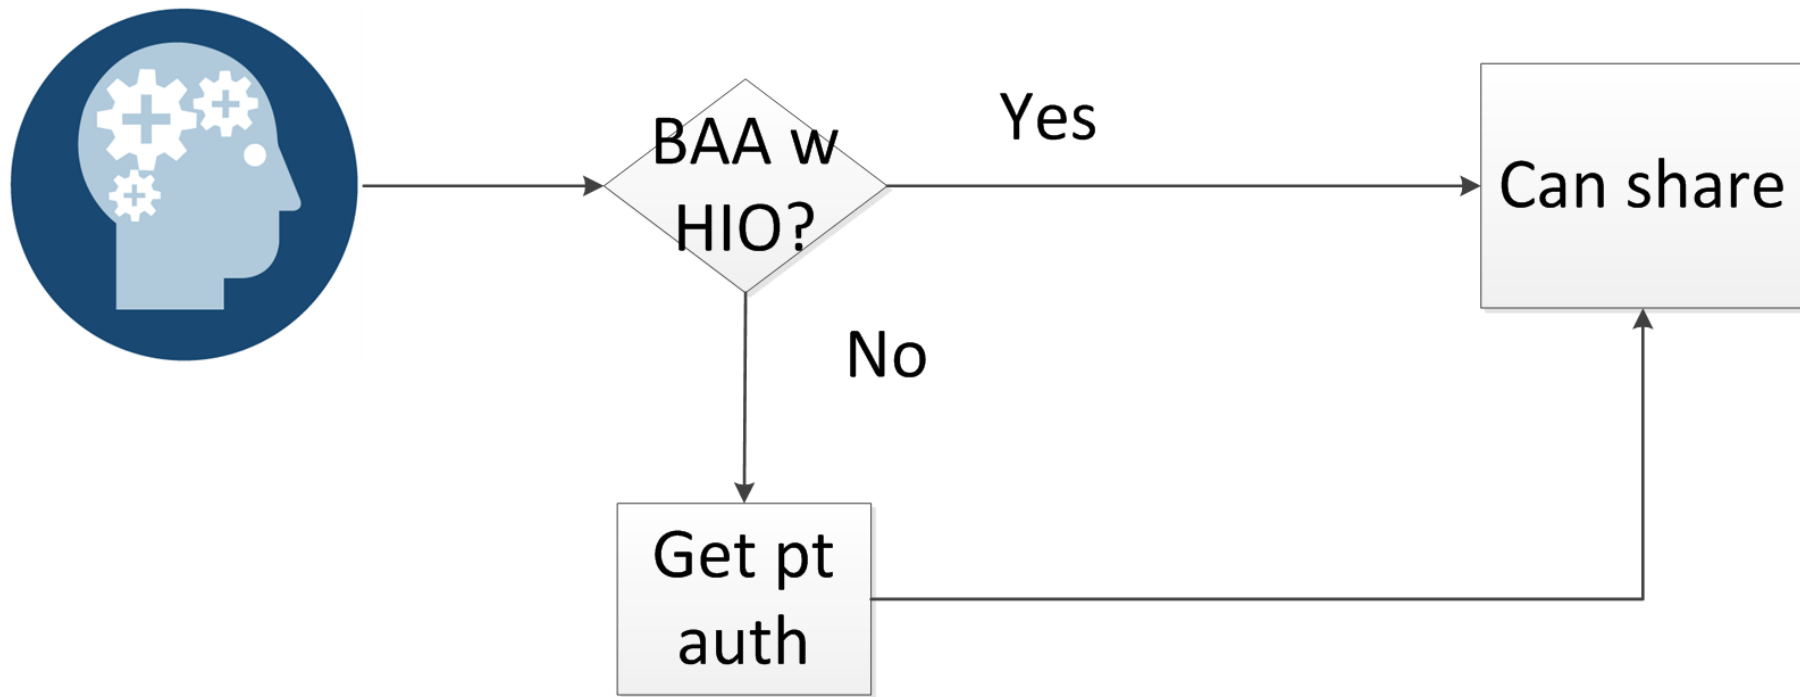 BAA w
HIO?
Yes
Can share
No
Get pt
auth